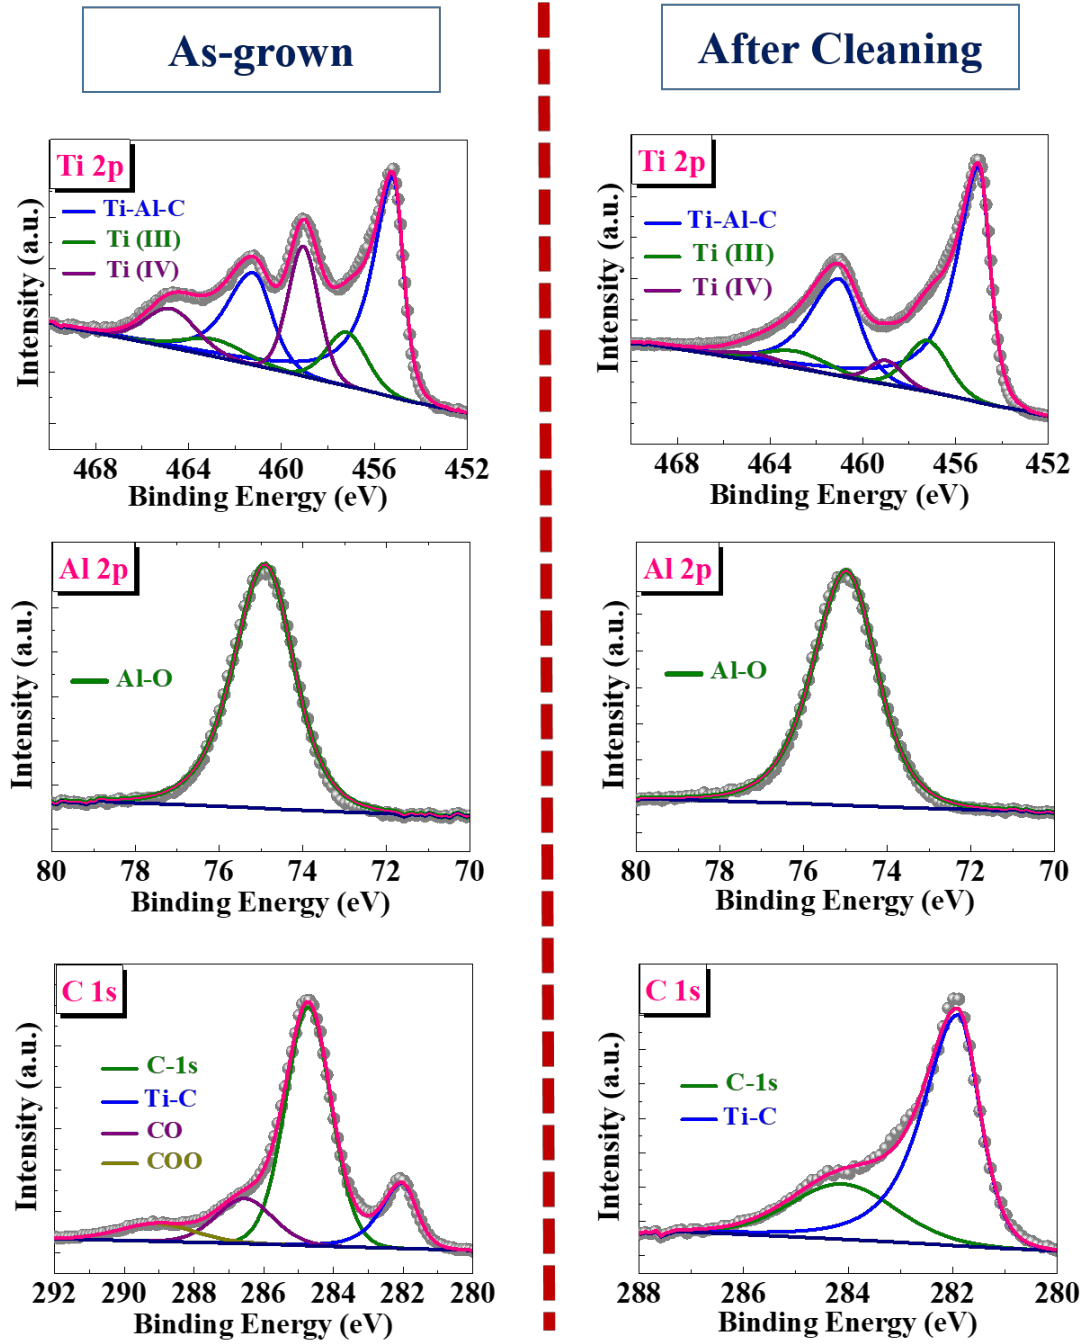 As-grown
After Cleaning
Ti 2p
Ti-Al-C
Ti (III)
Ti (IV)
Intensity (a.u.)
468 464 460 456 452
Binding Energy (eV)
Ti 2p
Ti-Al-C
Ti (III)
Ti (IV)
Intensity (a.u.)
468 464 460 456 452
Binding Energy (eV)
Al 2p
Al-O
Intensity (a.u.)
80 78 76 74 72 70
Binding Energy (eV)
Al 2p
Al-O
Intensity (a.u.)
80 78 76 74 72 70
Binding Energy (eV)
C 1s
C-1s
Ti-C
CO
COO
Intensity (a.u.)
292 290 288 286 284 282 280
Binding Energy (eV)
C 1s
C-1s
Ti-C
Intensity (a.u.)
288 286 284 282 280
Binding Energy (eV)